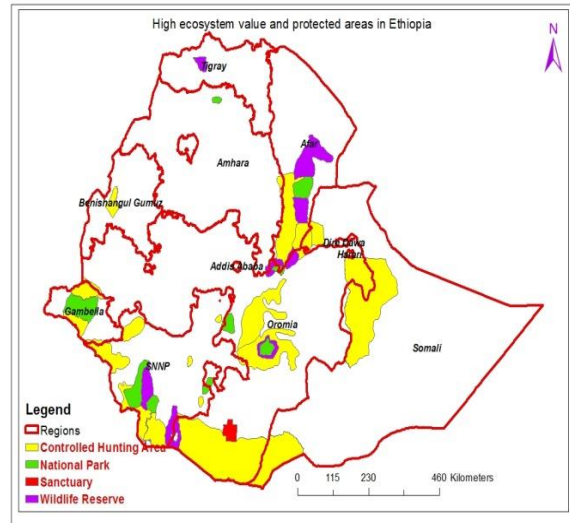 High ecosystem value and protected areas in Ethiopia
N
Tigray
Afar
Amhara
Benishangul Gumuz
Dire Dawa
Harari
Addis Ababa
Gambella
Oromia
Somali
SNNP
Legend
Regions
Controlled Hunting Area
National Park
Sanctuary
Wildlife Reserve
0 115 230 460 Kilometers